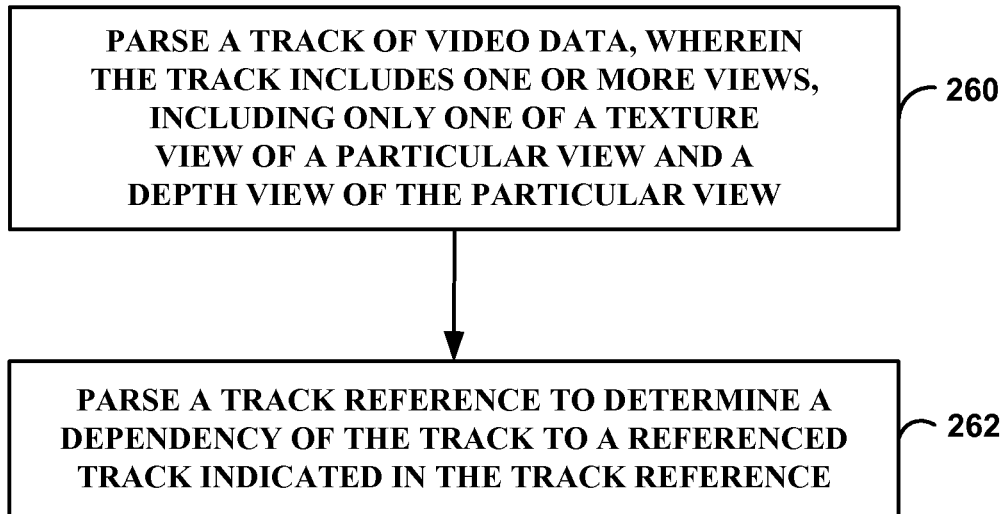 PARSE A TRACK OF VIDEO DATA, WHEREIN
THE TRACK INCLUDES ONE OR MORE VIEWS,
INCLUDING ONLY ONE OF A TEXTURE
VIEW OF A PARTICULAR VIEW AND A
DEPTH VIEW OF THE PARTICULAR VIEW
260
PARSE A TRACK REFERENCE TO DETERMINE A
DEPENDENCY OF THE TRACK TO A REFERENCED
TRACK INDICATED IN THE TRACK REFERENCE
262